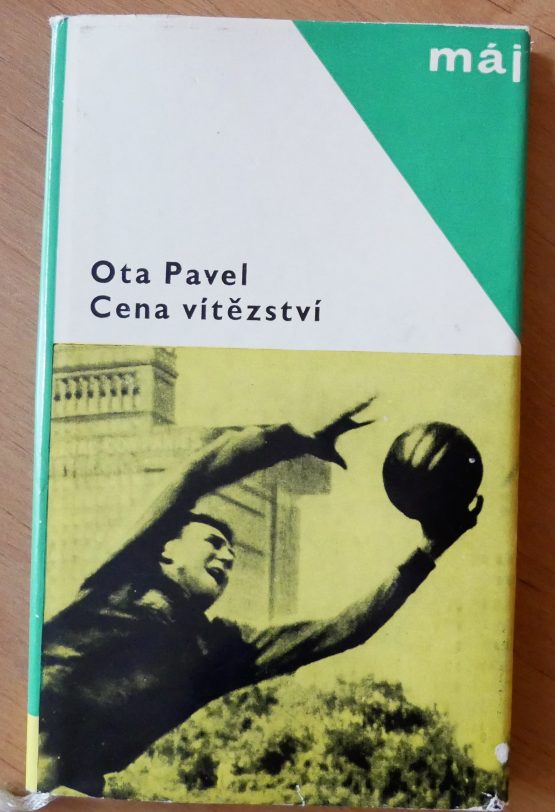 máj
Ota Pavel
Cena vítězství